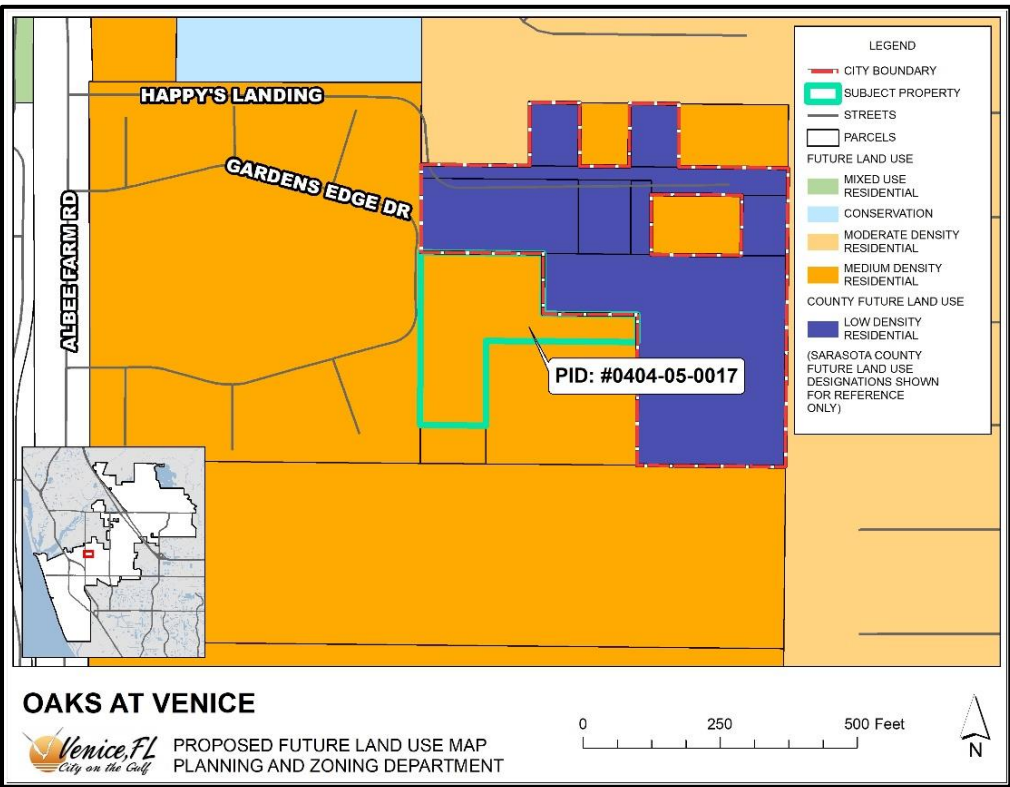 HAPPY'S LANDING
GARDENS EDGE DR
ALBEE FARM RD
PID: #0404-05-0017
LEGEND
CITY BOUNDARY
SUBJECT PROPERTY
STREETS
PARCELS
FUTURE LAND USE
MIXED USE
RESIDENTIAL
CONSERVATION
MODERATE DENSITY
RESIDENTIAL
MEDIUM DENSITY
RESIDENTIAL
COUNTY FUTURE LAND USE
LOW DENSITY
RESIDENTIAL
(SARASOTA COUNTY
FUTURE LAND USE
DESIGNATIONS SHOWN
FOR REFERENCE
ONLY)
OAKS AT VENICE
Venice, FL
City on the Gulf
PROPOSED FUTURE LAND USE MAP
PLANNING AND ZONING DEPARTMENT
0 250 500 Feet
N